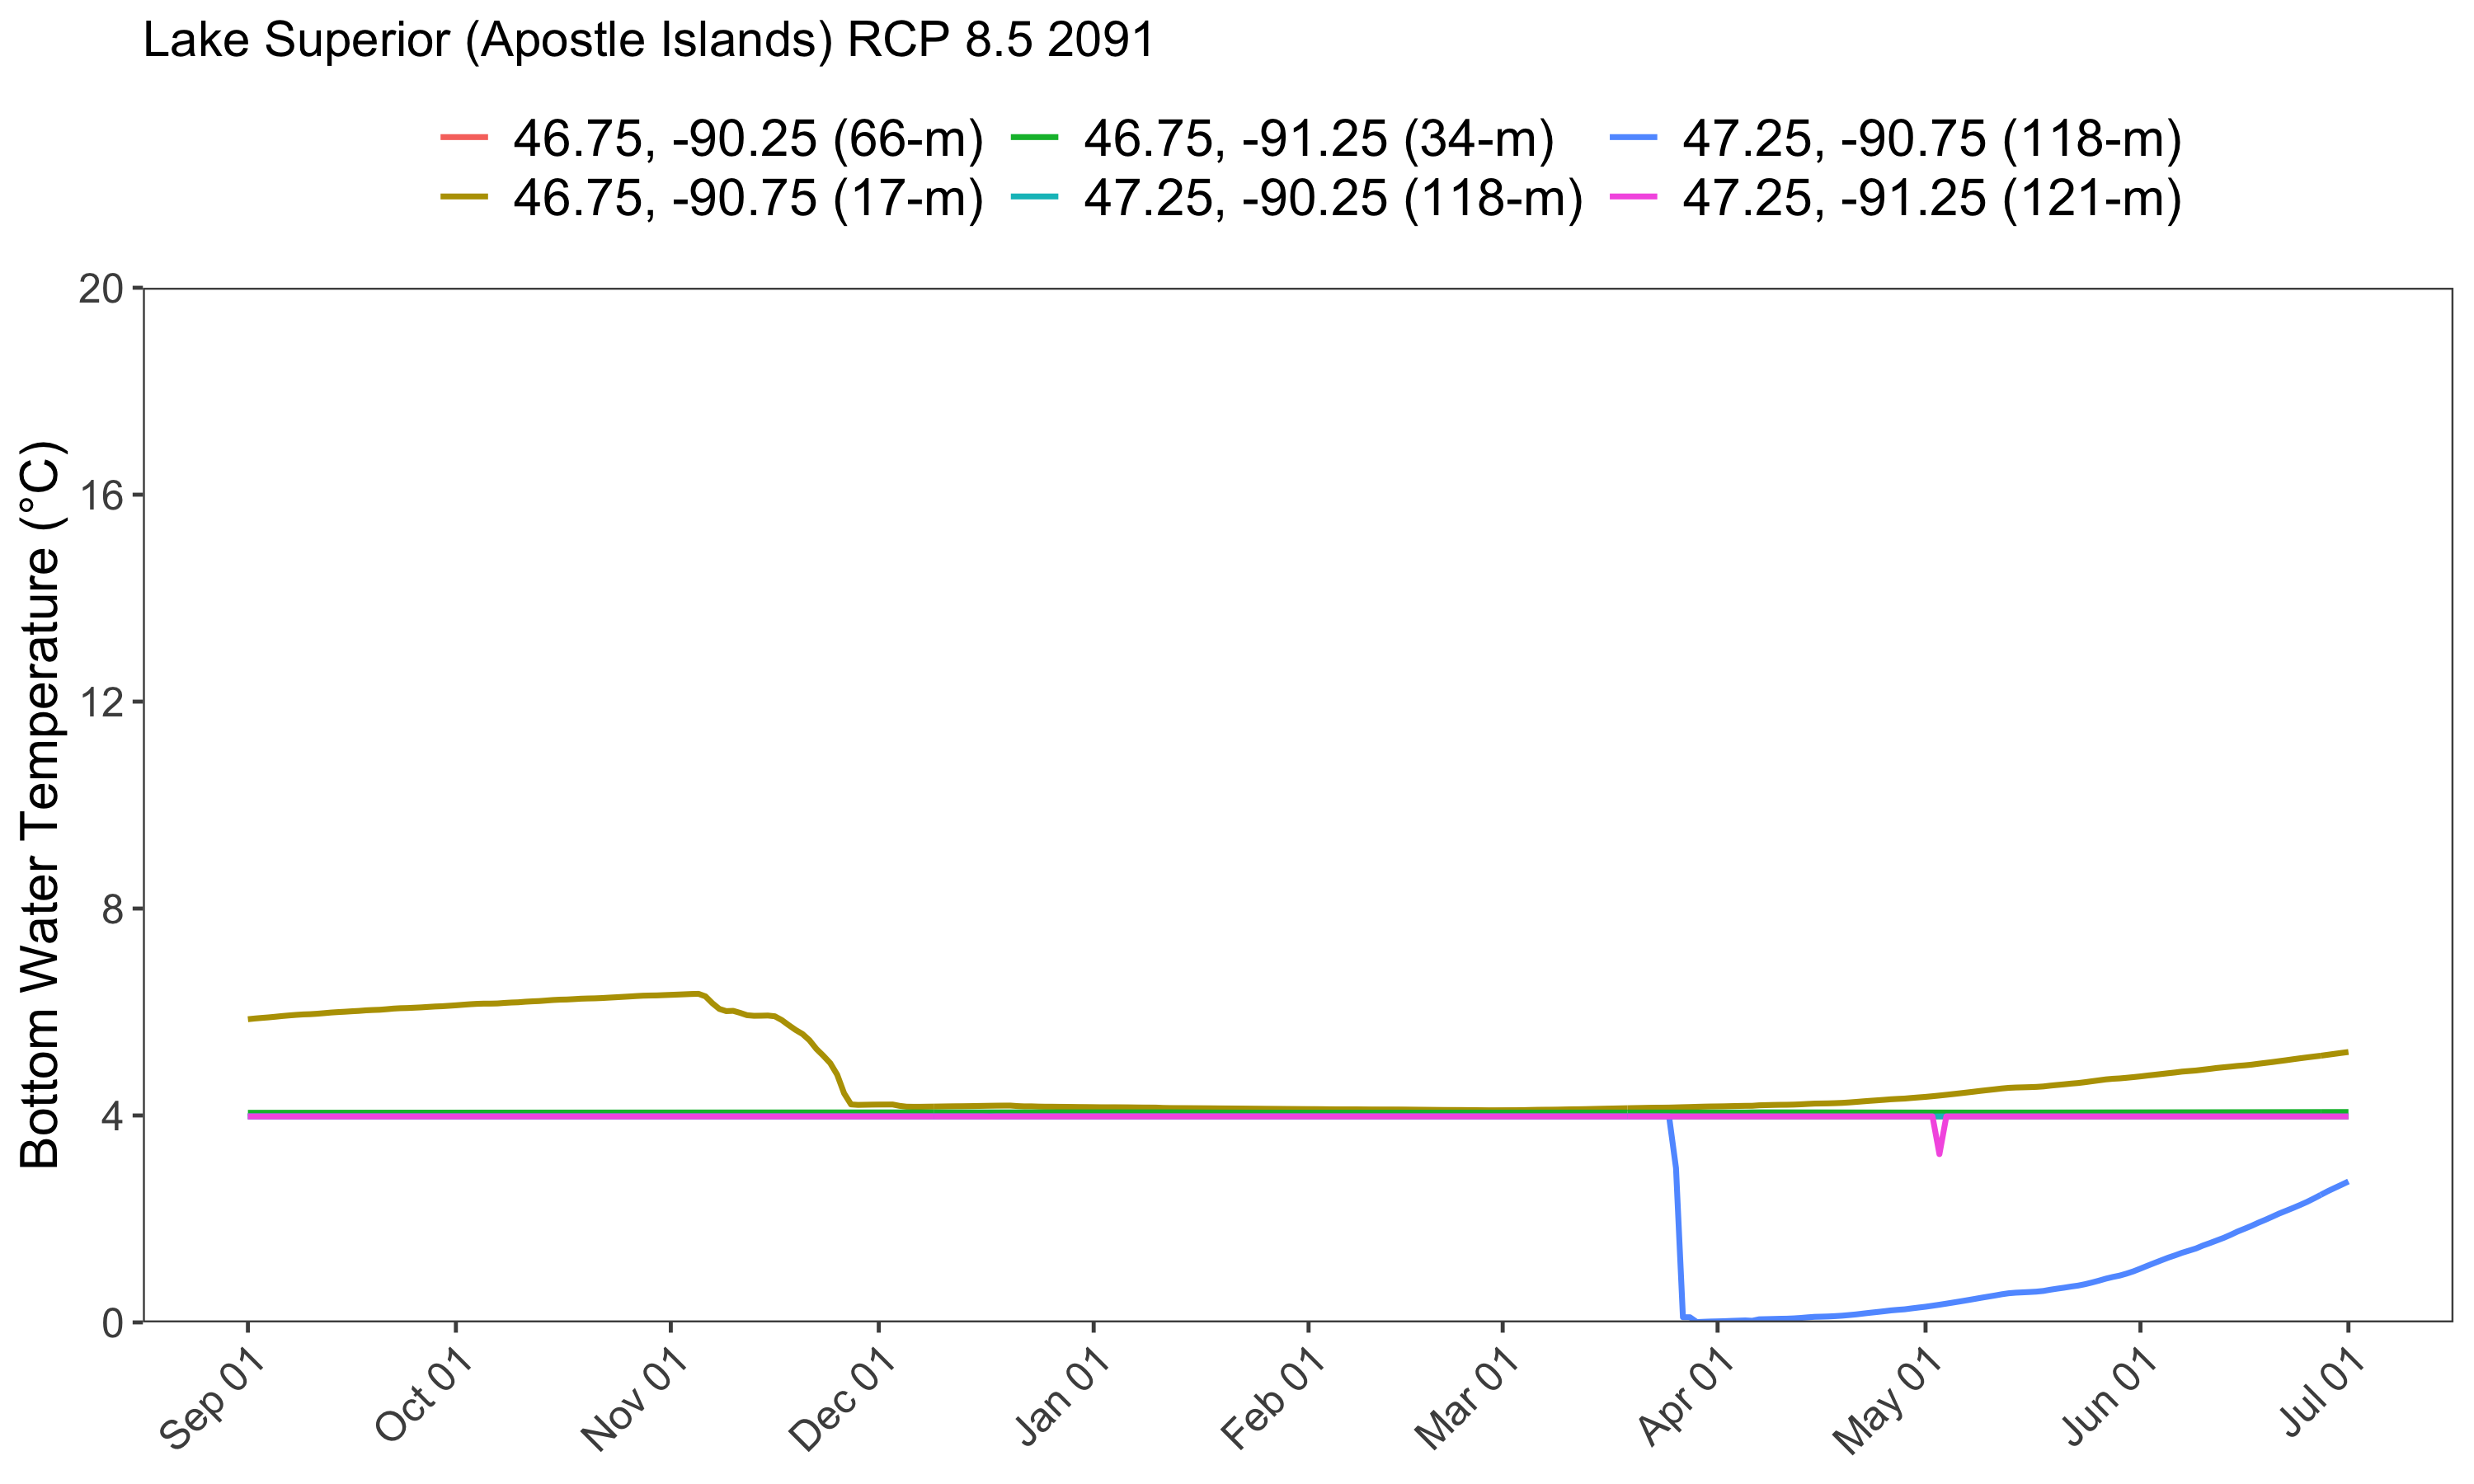 Lake Superior (Apostle Islands) RCP 8.5 2091
46.75, -90.25 (66-m) 46.75, -91.25 (34-m) 47.25, -90.75 (118-m)
46.75, -90.75 (17-m) 47.25, -90.25 (118-m) 47.25, -91.25 (121-m)
Bottom Water Temperature (°C)
20
16
12
8
4
0
Sep 01 Oct 01 Nov 01 Dec 01 Jan 01 Feb 01 Mar 01 Apr 01 May 01 Jun 01 Jul 01